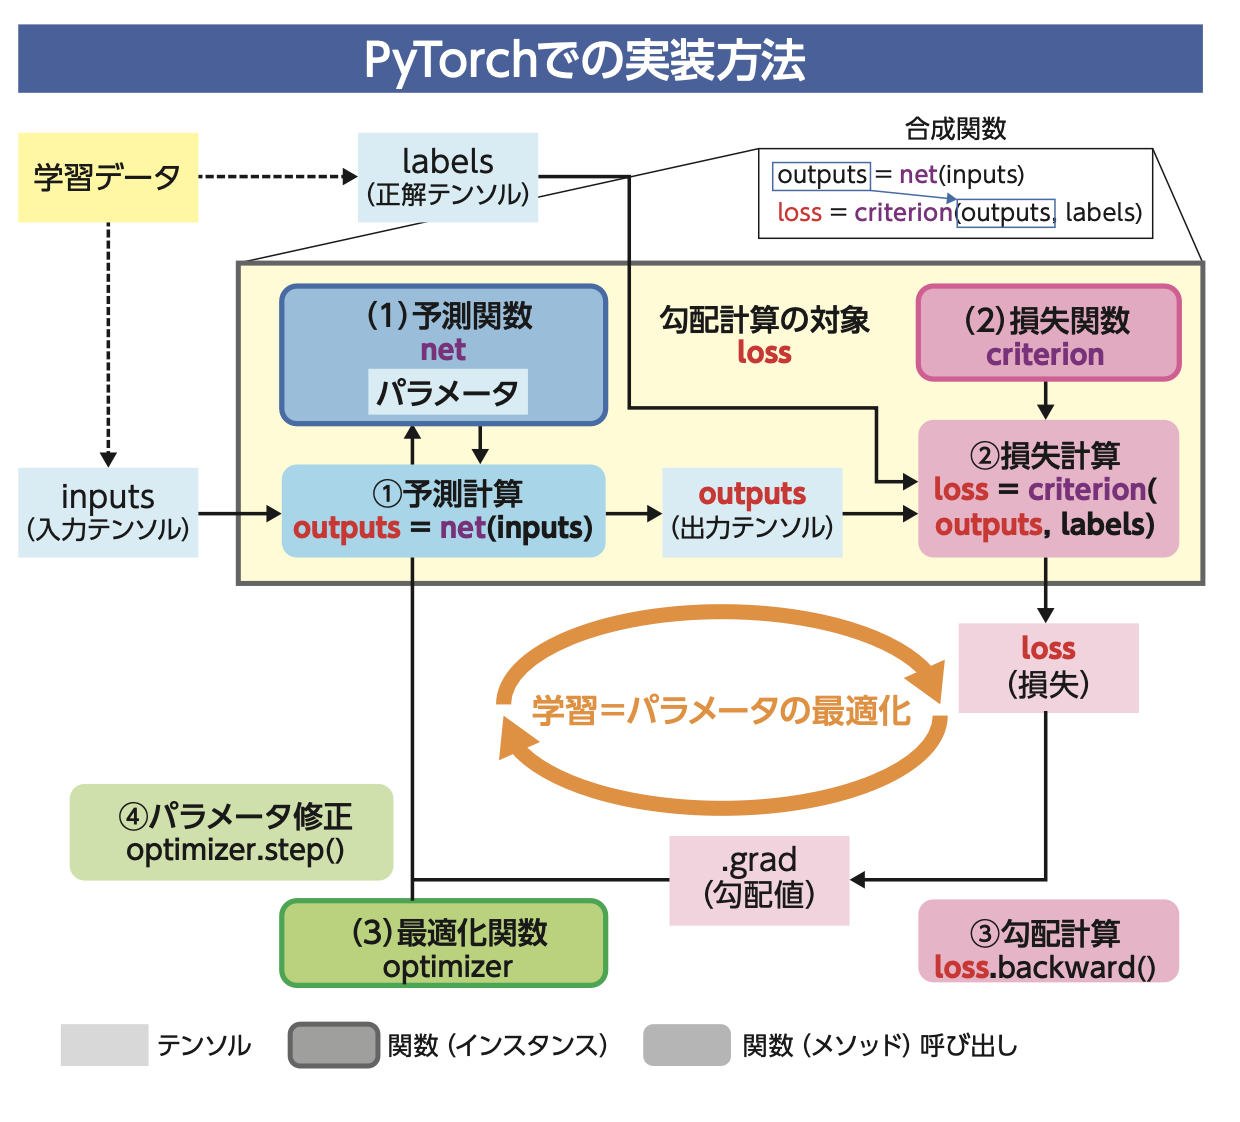 PyTorchでの実装方法
学習データ
labels
(正解テンソル)
合成関数
outputs = net(inputs)
loss = criterion(outputs, labels)
(1)予測関数
net
パラメータ
勾配計算の対象
loss
(2)損失関数
criterion
inputs
(入力テンソル)
①予測計算
outputs = net(inputs)
outputs
(出力テンソル)
②損失計算
loss = criterion(
outputs, labels)
loss
(損失)
学習=パラメータの最適化
④パラメータ修正
optimizer.step()
.grad
(勾配値)
(3)最適化関数
optimizer
③勾配計算
loss.backward()
テンソル
関数(インスタンス)
関数(メソッド)呼び出し